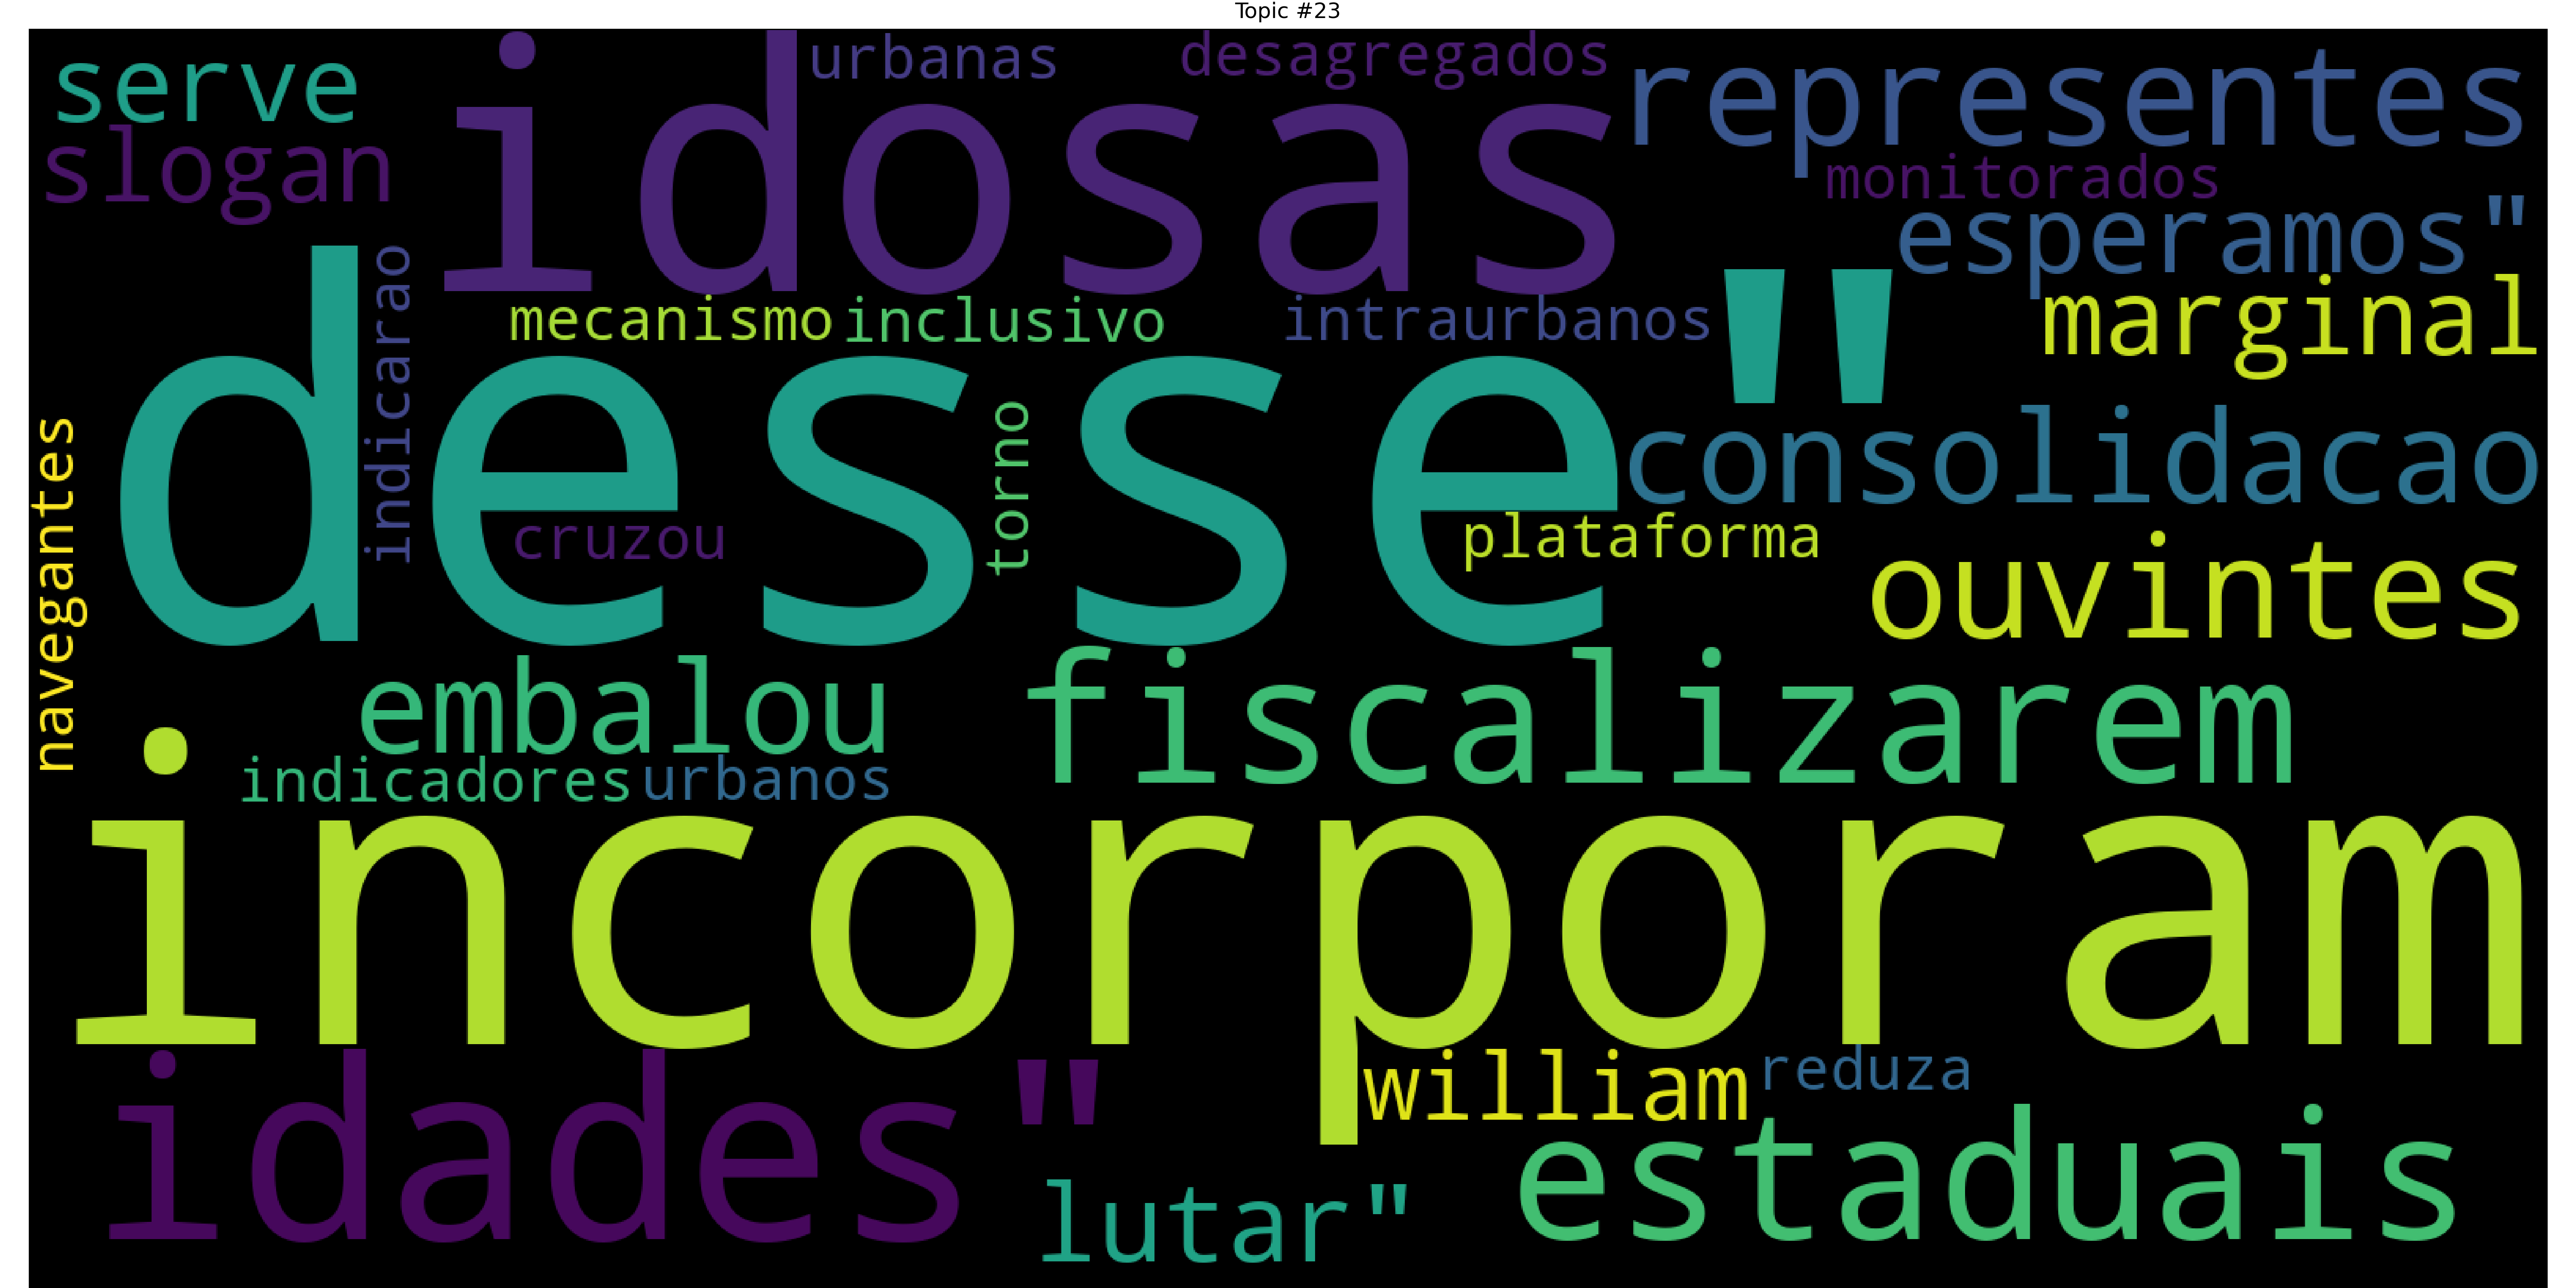 Topic #23
serve
idosas
urbanas
desagregados
representes
slogan
monitorados
esperamos"
desse"
indicarao
mecanismo
inclusivo
intraurbanos
marginal
navegantes
torno
consolidacao
cruzou
plataforma
ouvintes
embalou
fiscalizarem
indicadores
urbanos
incorporam
idades"
william
reduza
lutar"
estaduais